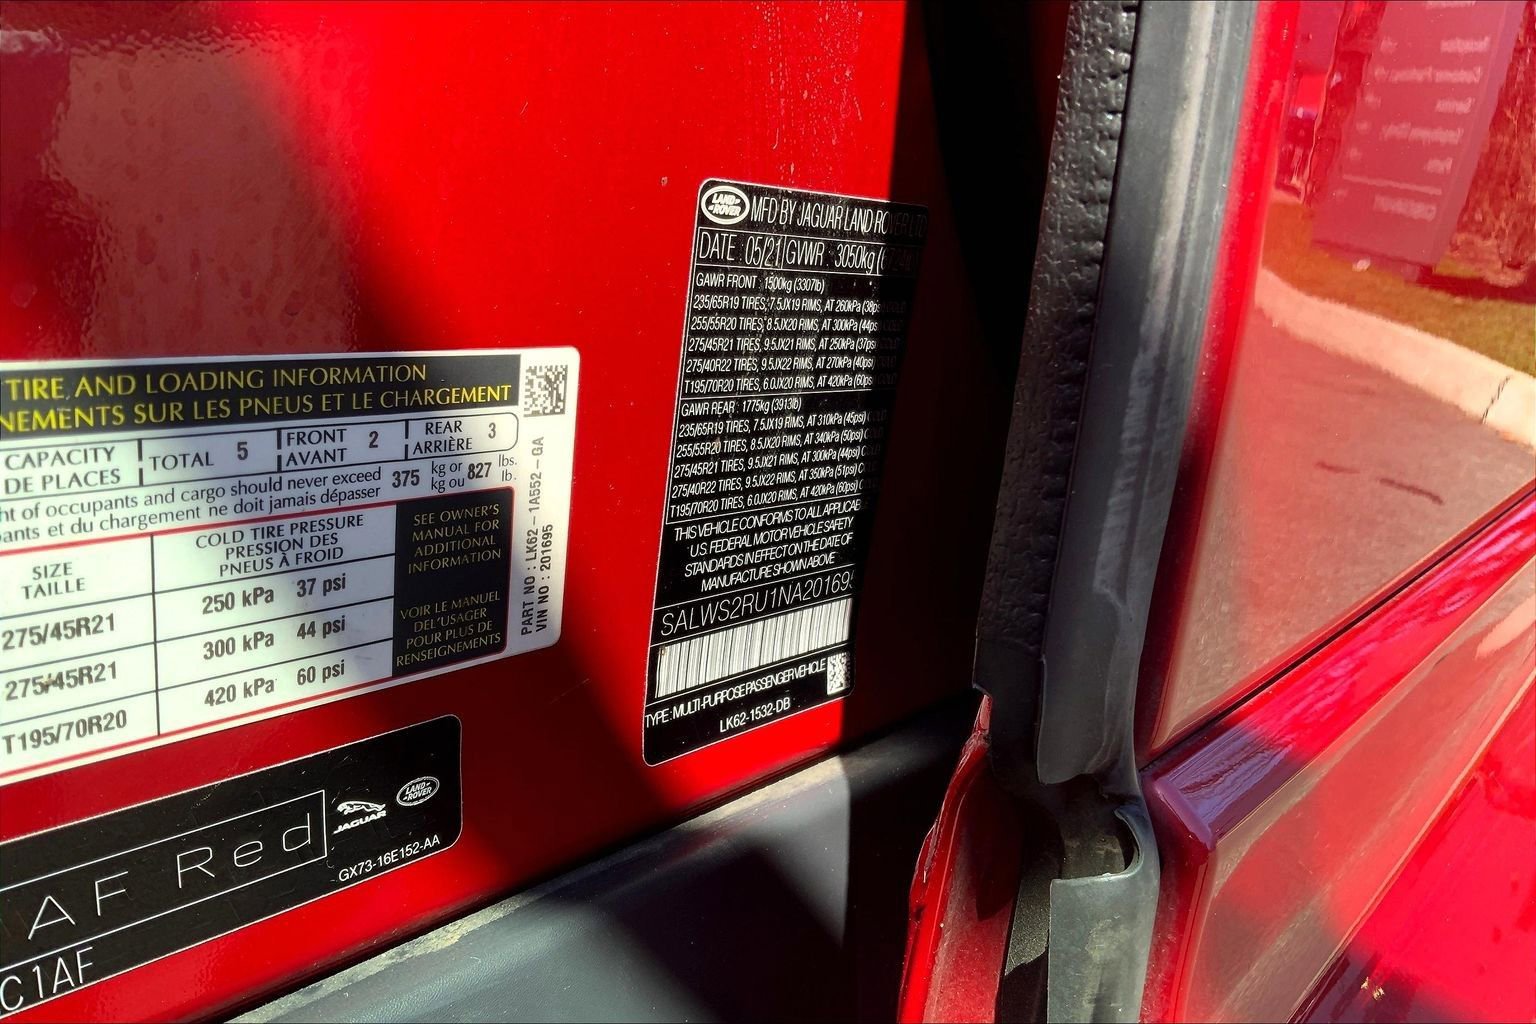 TIRE AND LOADING INFORMATION
NEMENTS SUR LES PNEUS ET LE CHARGEMENT
CAPACITY
DE PLACES
TOTAL 5
FRONT
AVANT
2
REAR
ARRIÈRE
3
of occupants and cargo should never exceed
et du chargement ne doit jamais dépasser
375
kg or
kg ou
827
lbs.
lb.
SIZE
TAILLE
COLD TIRE PRESSURE
PRESSION DES
PNEUS À FROID
275/45R21 250 kPa 37 psi
275/45R21 300 kPa 44 psi
T195/70R20 420 kPa 60 psi
SEE OWNER'S
MANUAL FOR
ADDITIONAL
INFORMATION
VOIR LE MANUEL
DEL'USAGER
POUR PLUS DE
RENSEIGNEMENTS
PART NO : LK62-1A552-GA
VIN NO : 201695
AF Red
JAGUAR
LAND-
-ROVER
GX73-16E152-AA
C1AF
LAND-
-ROVER
MFD BY JAGUAR LAND ROVER LTD
DATE : 05/21 GVWR : 3050kg (
GAWR FRONT : 1500kg (3307lb)
235/65R19 TIRES, 7.5JX19 RIMS, AT 260kPa (38psi
255/55R20 TIRES, 8.5JX20 RIMS, AT 300kPa (44psi
275/45R21 TIRES, 9.5JX21 RIMS, AT 250kPa (37psi
275/40R22 TIRES, 9.5JX22 RIMS, AT 270kPa (40psi
T195/70R20 TIRES, 6.0JX20 RIMS, AT 420kPa (60psi
GAWR REAR : 1775kg (3913lb)
235/65R19 TIRES, 7.5JX19 RIMS, AT 310kPa (45psi)
255/55R20 TIRES, 8.5JX20 RIMS, AT 340kPa (50psi)
275/45R21 TIRES, 9.5JX21 RIMS, AT 300kPa (44psi)
275/40R22 TIRES, 9.5JX22 RIMS, AT 350kPa (51psi)
T195/70R20 TIRES, 6.0JX20 RIMS, AT 420kPa (60psi)
THIS VEHICLE CONFORMS TO ALL APPLICAB
U.S. FEDERAL MOTOR VEHICLE SAFETY
STANDARDS IN EFFECT ON THE DATE OF
MANUFACTURE SHOWN ABOVE
SALWS2RU1NA201695
TYPE : MULTI-PURPOSE PASSENGER VEHICLE
LK62-1532-DB